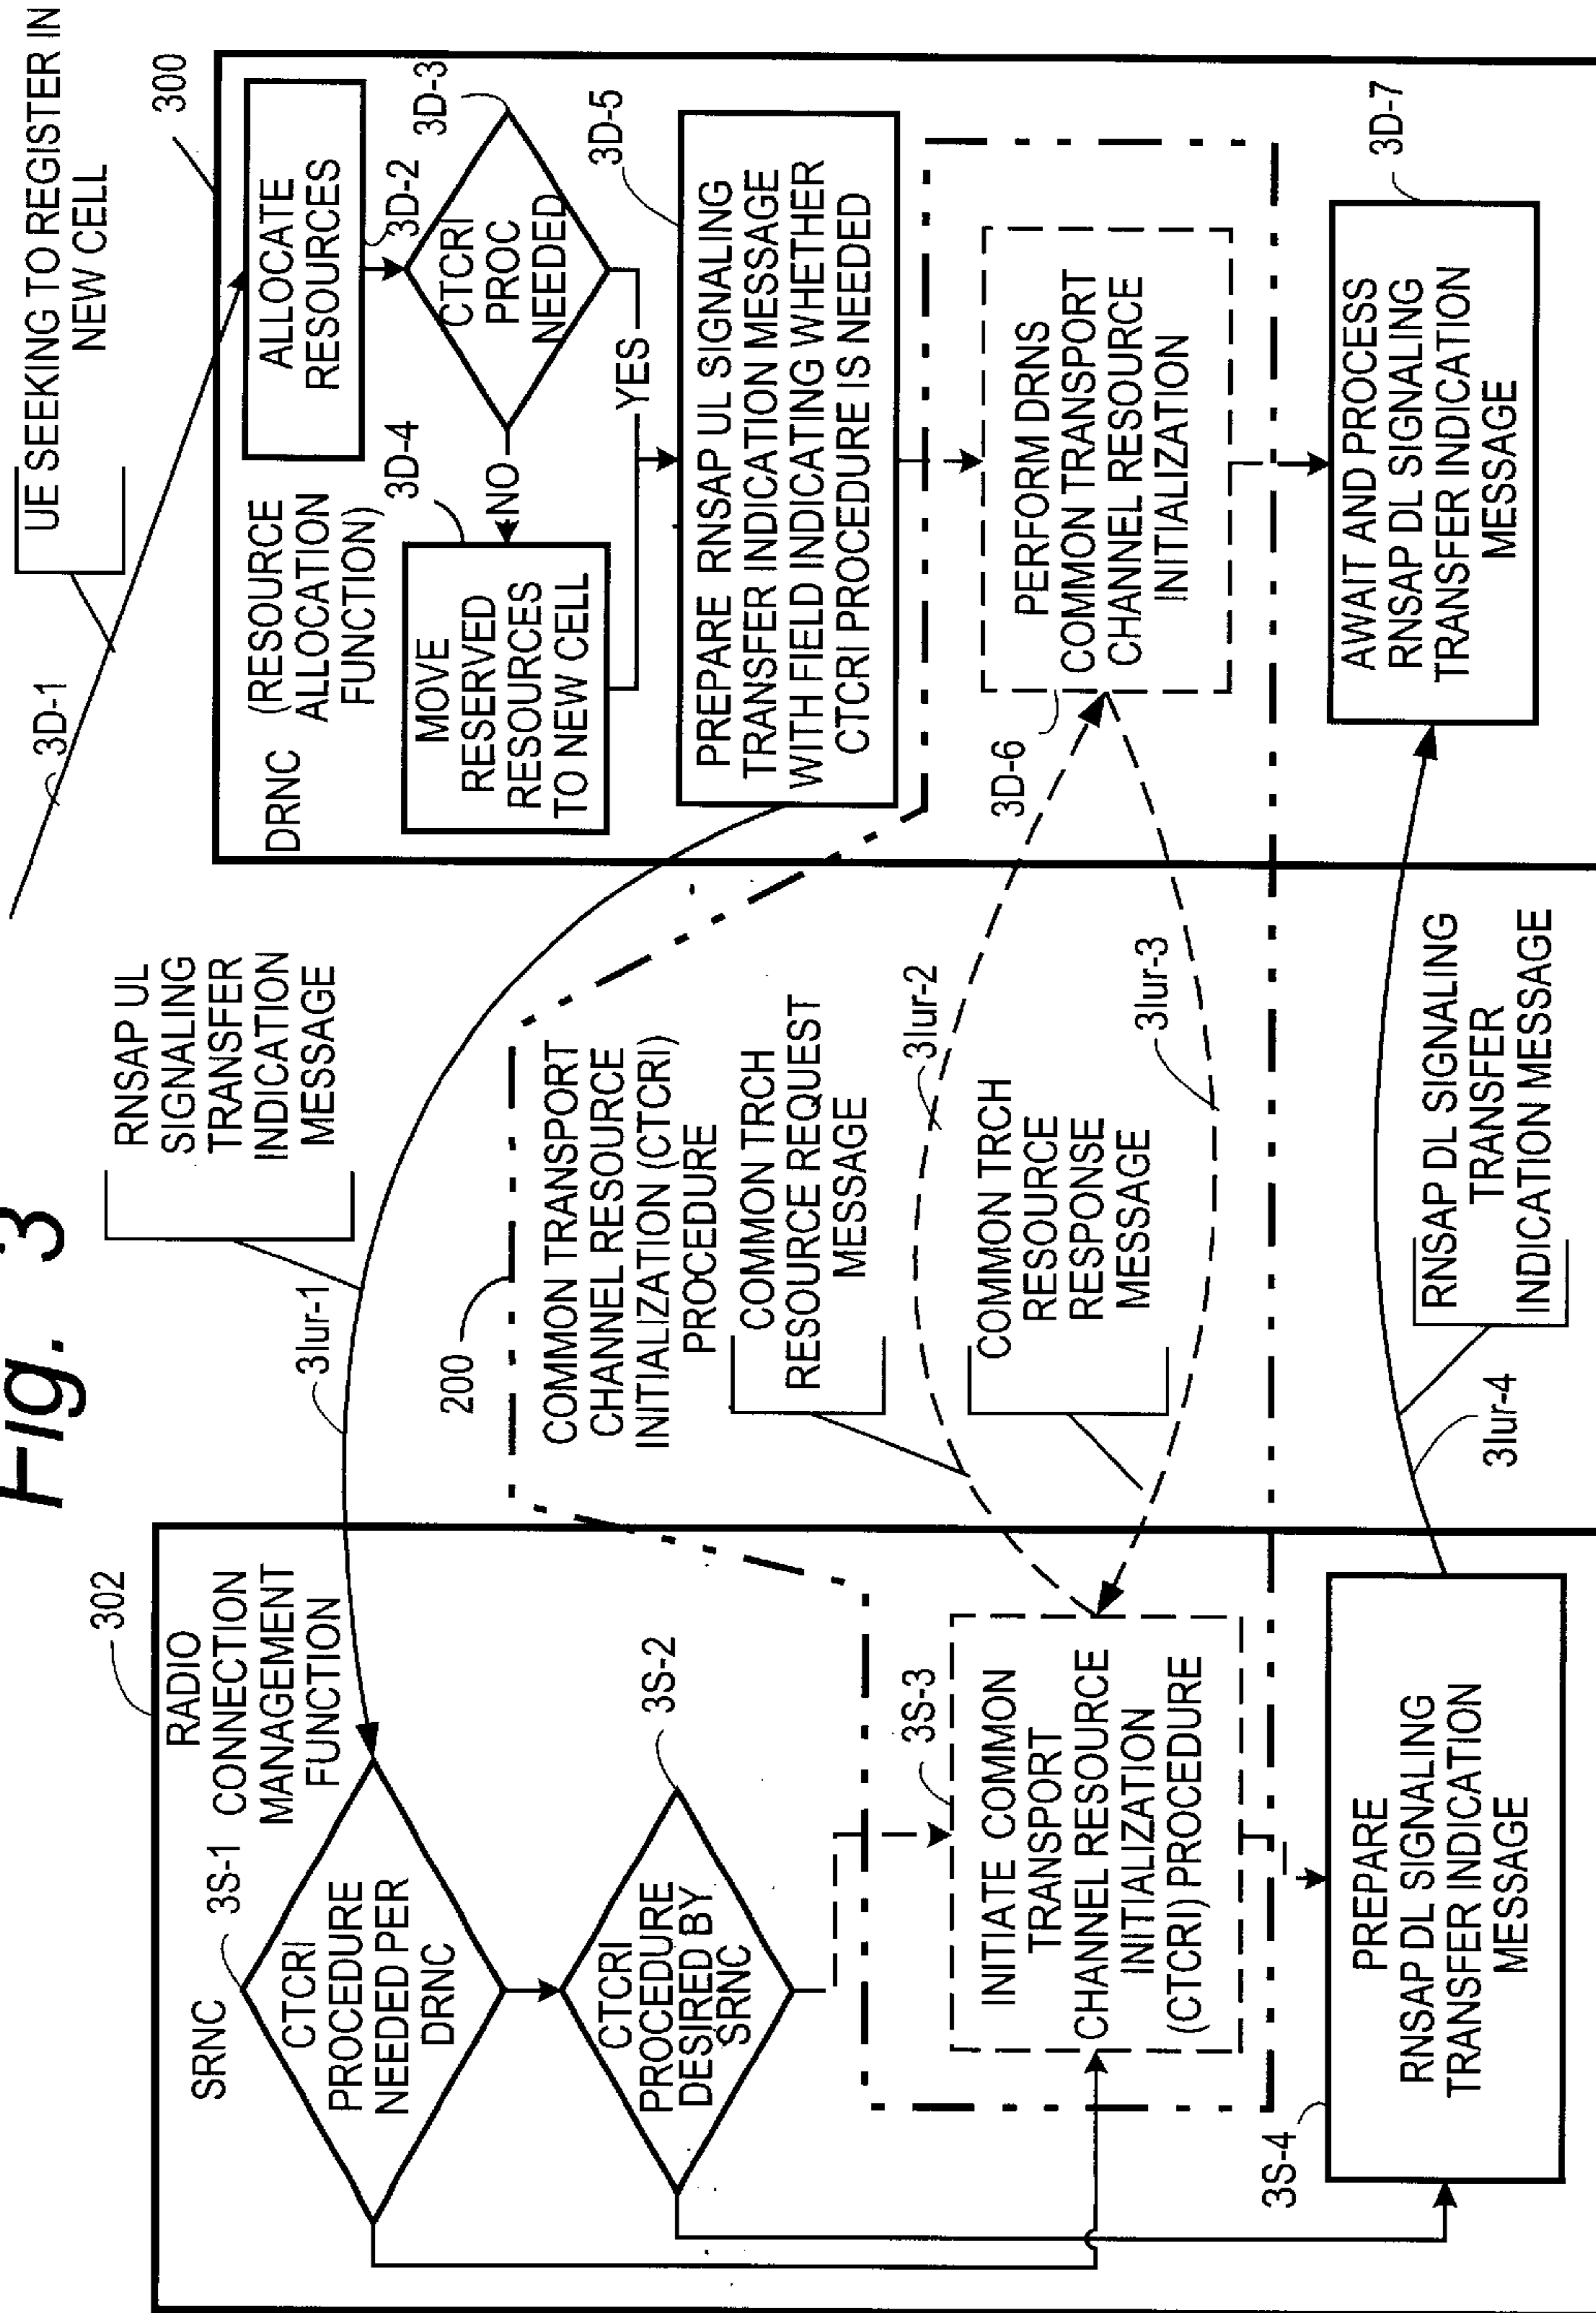 Fig. 3
302
SRNC
RADIO
CONNECTION
MANAGEMENT
FUNCTION
3S-1
CTCRI
PROCEDURE
NEEDED PER
DRNC
3S-2
CTCRI
PROCEDURE
DESIRED BY
SRNC
3S-3
INITIATE COMMON
TRANSPORT
CHANNEL RESOURCE
INITIALIZATION
(CTCRI) PROCEDURE
3S-4
PREPARE
RNSAP DL SIGNALING
TRANSFER INDICATION
MESSAGE
3Iur-1
RNSAP UL
SIGNALING
TRANSFER
INDICATION
MESSAGE
200
COMMON TRANSPORT
CHANNEL RESOURCE
INITIALIZATION (CTCRI)
PROCEDURE
COMMON TRCH
RESOURCE REQUEST
MESSAGE
3Iur-2
COMMON TRCH
RESOURCE
RESPONSE
MESSAGE
3Iur-3
3Iur-4
RNSAP DL SIGNALING
TRANSFER
INDICATION MESSAGE
3D-1
UE SEEKING TO REGISTER IN
NEW CELL
300
DRNC
(RESOURCE
ALLOCATION
FUNCTION)
ALLOCATE
RESOURCES
3D-2
3D-3
CTCRI
PROC
NEEDED
NO
YES
3D-4
MOVE
RESERVED
RESOURCES
TO NEW CELL
3D-5
PREPARE RNSAP UL SIGNALING
TRANSFER INDICATION MESSAGE
WITH FIELD INDICATING WHETHER
CTCRI PROCEDURE IS NEEDED
3D-6
PERFORM DRNS
COMMON TRANSPORT
CHANNEL RESOURCE
INITIALIZATION
3D-7
AWAIT AND PROCESS
RNSAP DL SIGNALING
TRANSFER INDICATION
MESSAGE